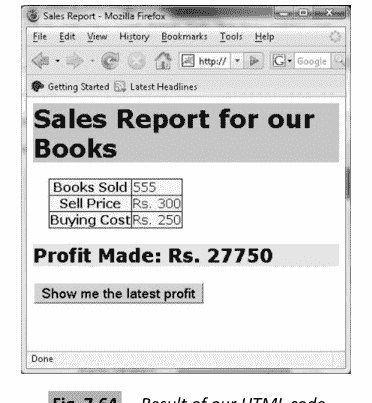 Sales Report - Mozilla Firefox
File Edit View History Bookmarks Tools Help
http:// G Google
Getting Started Latest Headlines
Sales Report for our
Books
Books Sold 555
Sell Price Rs. 300
Buying Cost Rs. 250
Profit Made: Rs. 27750
Show me the latest profit
Done
Fig. 7.64 Result of our HTML code